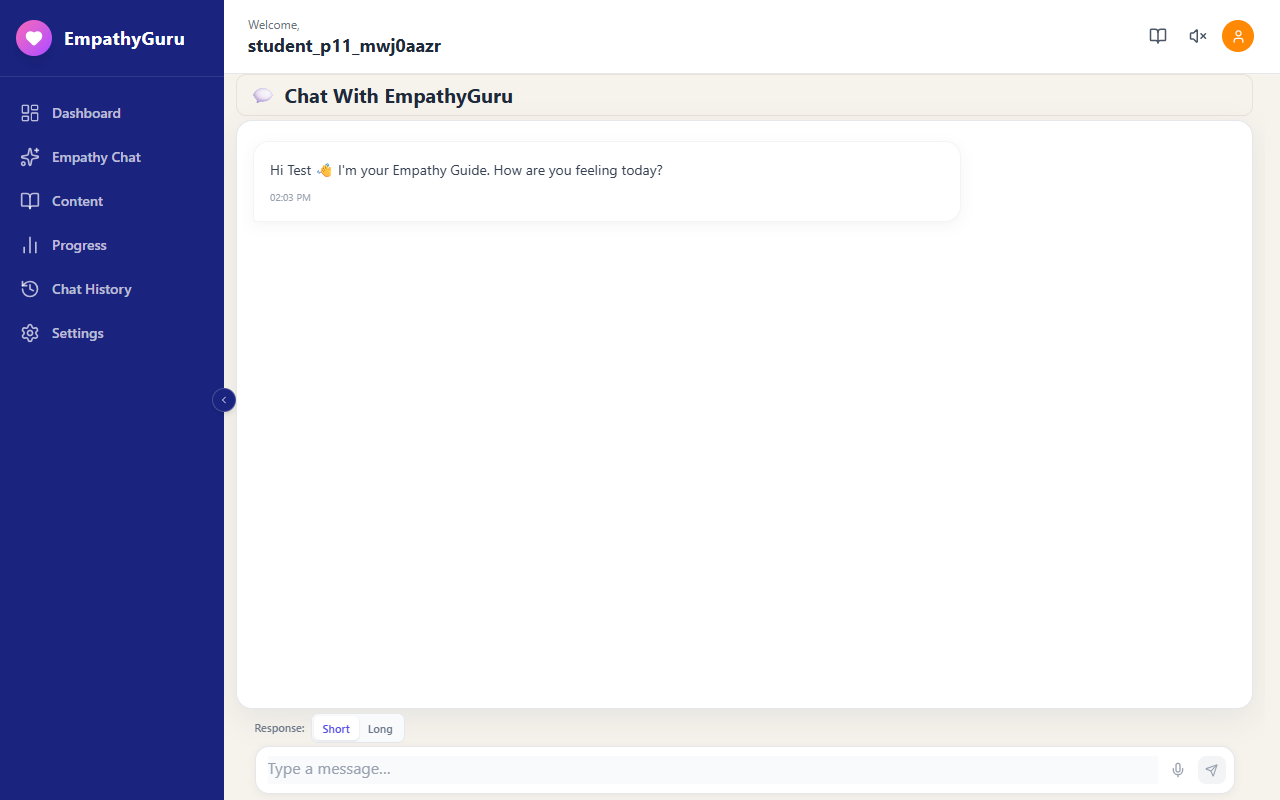 EmpathyGuru
Dashboard
Empathy Chat
Content
Progress
Chat History
Settings
Welcome,
student_p11_mwj0aazr
Chat With EmpathyGuru
Hi Test 👋 I'm your Empathy Guide. How are you feeling today?
02:03 PM
Response: Short Long
Type a message...